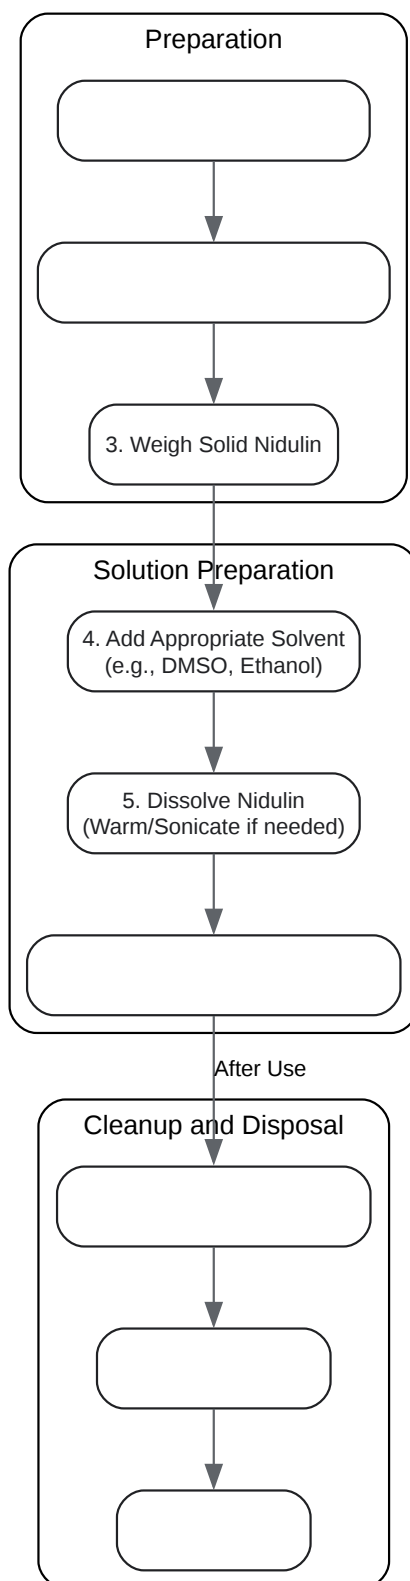 Preparation
3. Weigh Solid Nidulin
Solution Preparation
4. Add Appropriate Solvent
(e.g., DMSO, Ethanol)
5. Dissolve Nidulin
(Warm/Sonicate if needed)
After Use
Cleanup and Disposal